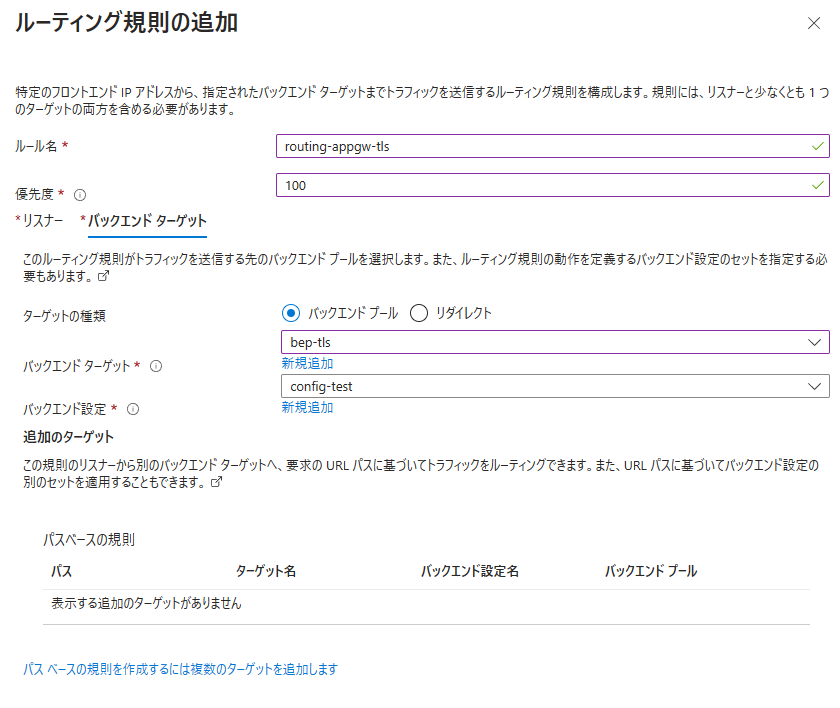 ルーティング規則の追加
特定のフロントエンド IP アドレスから、指定されたバックエンド ターゲットまでトラフィックを送信するルーティング規則を構成します。規則には、リスナーと少なくとも 1 つ
のターゲットの両方を含める必要があります。
ルール名 *
routing-appgw-tls
優先度 *
100
* リスナー * バックエンド ターゲット
このルーティング規則がトラフィックを送信する先のバックエンド プールを選択します。また、ルーティング規則の動作を定義するバックエンド設定のセットを指定する必
要もあります。
ターゲットの種類
バックエンド プール リダイレクト
バックエンド ターゲット *
bep-tls
新規追加
バックエンド設定 *
config-test
新規追加
追加のターゲット
この規則のリスナーから別のバックエンド ターゲットへ、要求の URL パスに基づいてトラフィックをルーティングできます。また、URL パスに基づいてバックエンド設定の
別のセットを適用することもできます。
パスベースの規則
パス ターゲット名 バックエンド設定名 バックエンド プール
表示する追加のターゲットがありません
パス ベースの規則を作成するには複数のターゲットを追加します